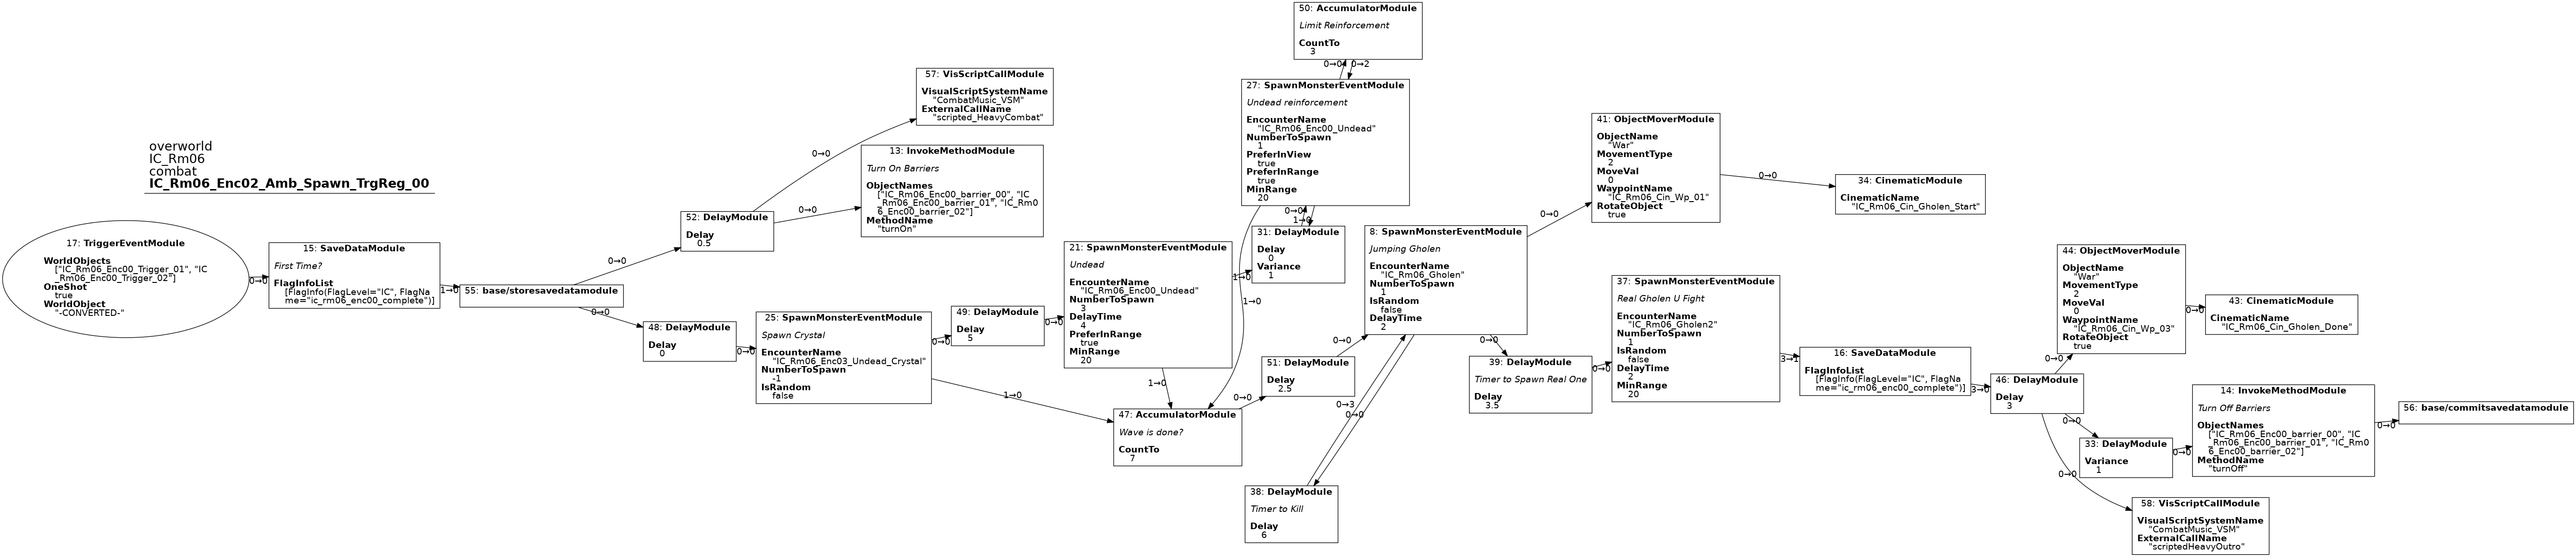 overworld
IC_Rm06
combat
IC_Rm06_Enc02_Amb_Spawn_TrgReg_00
17: TriggerEventModule
WorldObjects
["IC_Rm06_Enc00_Trigger_01", "IC
_Rm06_Enc00_Trigger_02"]
OneShot
true
WorldObject
"-CONVERTED-"
0→0
15: SaveDataModule
First Time?
FlagInfoList
[FlagInfo(FlagLevel="IC", FlagNa
me="ic_rm06_enc00_complete")]
1→0
55: base/storesavedatamodule
0→0
0→0
52: DelayModule
Delay
0.5
0→0
0→0
57: VisScriptCallModule
VisualScriptSystemName
"CombatMusic_VSM"
ExternalCallName
"scripted_HeavyCombat"
13: InvokeMethodModule
Turn On Barriers
ObjectNames
["IC_Rm06_Enc00_barrier_00", "IC
_Rm06_Enc00_barrier_01", "IC_Rm0
6_Enc00_barrier_02"]
MethodName
"turnOn"
48: DelayModule
Delay
0
0→0
25: SpawnMonsterEventModule
Spawn Crystal
EncounterName
"IC_Rm06_Enc03_Undead_Crystal"
NumberToSpawn
-1
IsRandom
false
0→0
1→0
49: DelayModule
Delay
5
0→0
21: SpawnMonsterEventModule
Undead
EncounterName
"IC_Rm06_Enc00_Undead"
NumberToSpawn
3
DelayTime
4
PreferInRange
true
MinRange
20
1→0
1→0
47: AccumulatorModule
Wave is done?
CountTo
7
0→0
50: AccumulatorModule
Limit Reinforcement
CountTo
3
0→0
0→2
27: SpawnMonsterEventModule
Undead reinforcement
EncounterName
"IC_Rm06_Enc00_Undead"
NumberToSpawn
1
PreferInView
true
PreferInRange
true
MinRange
20
0→0
1→0
1→0
31: DelayModule
Delay
0
Variance
1
51: DelayModule
Delay
2.5
0→0
8: SpawnMonsterEventModule
Jumping Gholen
EncounterName
"IC_Rm06_Gholen"
NumberToSpawn
1
IsRandom
false
DelayTime
2
0→3
0→0
38: DelayModule
Timer to Kill
Delay
6
0→0
0→0
41: ObjectMoverModule
ObjectName
"War"
MovementType
2
MoveVal
0
WaypointName
"IC_Rm06_Cin_Wp_01"
RotateObject
true
0→0
34: CinematicModule
CinematicName
"IC_Rm06_Cin_Gholen_Start"
39: DelayModule
Timer to Spawn Real One
Delay
3.5
0→0
37: SpawnMonsterEventModule
Real Gholen U Fight
EncounterName
"IC_Rm06_Gholen2"
NumberToSpawn
1
IsRandom
false
DelayTime
2
MinRange
20
3→1
16: SaveDataModule
FlagInfoList
[FlagInfo(FlagLevel="IC", FlagNa
me="ic_rm06_enc00_complete")]
3→0
46: DelayModule
Delay
3
0→0
0→0
0→0
44: ObjectMoverModule
ObjectName
"War"
MovementType
2
MoveVal
0
WaypointName
"IC_Rm06_Cin_Wp_03"
RotateObject
true
0→0
43: CinematicModule
CinematicName
"IC_Rm06_Cin_Gholen_Done"
33: DelayModule
Variance
1
0→0
14: InvokeMethodModule
Turn Off Barriers
ObjectNames
["IC_Rm06_Enc00_barrier_00", "IC
_Rm06_Enc00_barrier_01", "IC_Rm0
6_Enc00_barrier_02"]
MethodName
"turnOff"
0→0
56: base/commitsavedatamodule
58: VisScriptCallModule
VisualScriptSystemName
"CombatMusic_VSM"
ExternalCallName
"scriptedHeavyOutro"